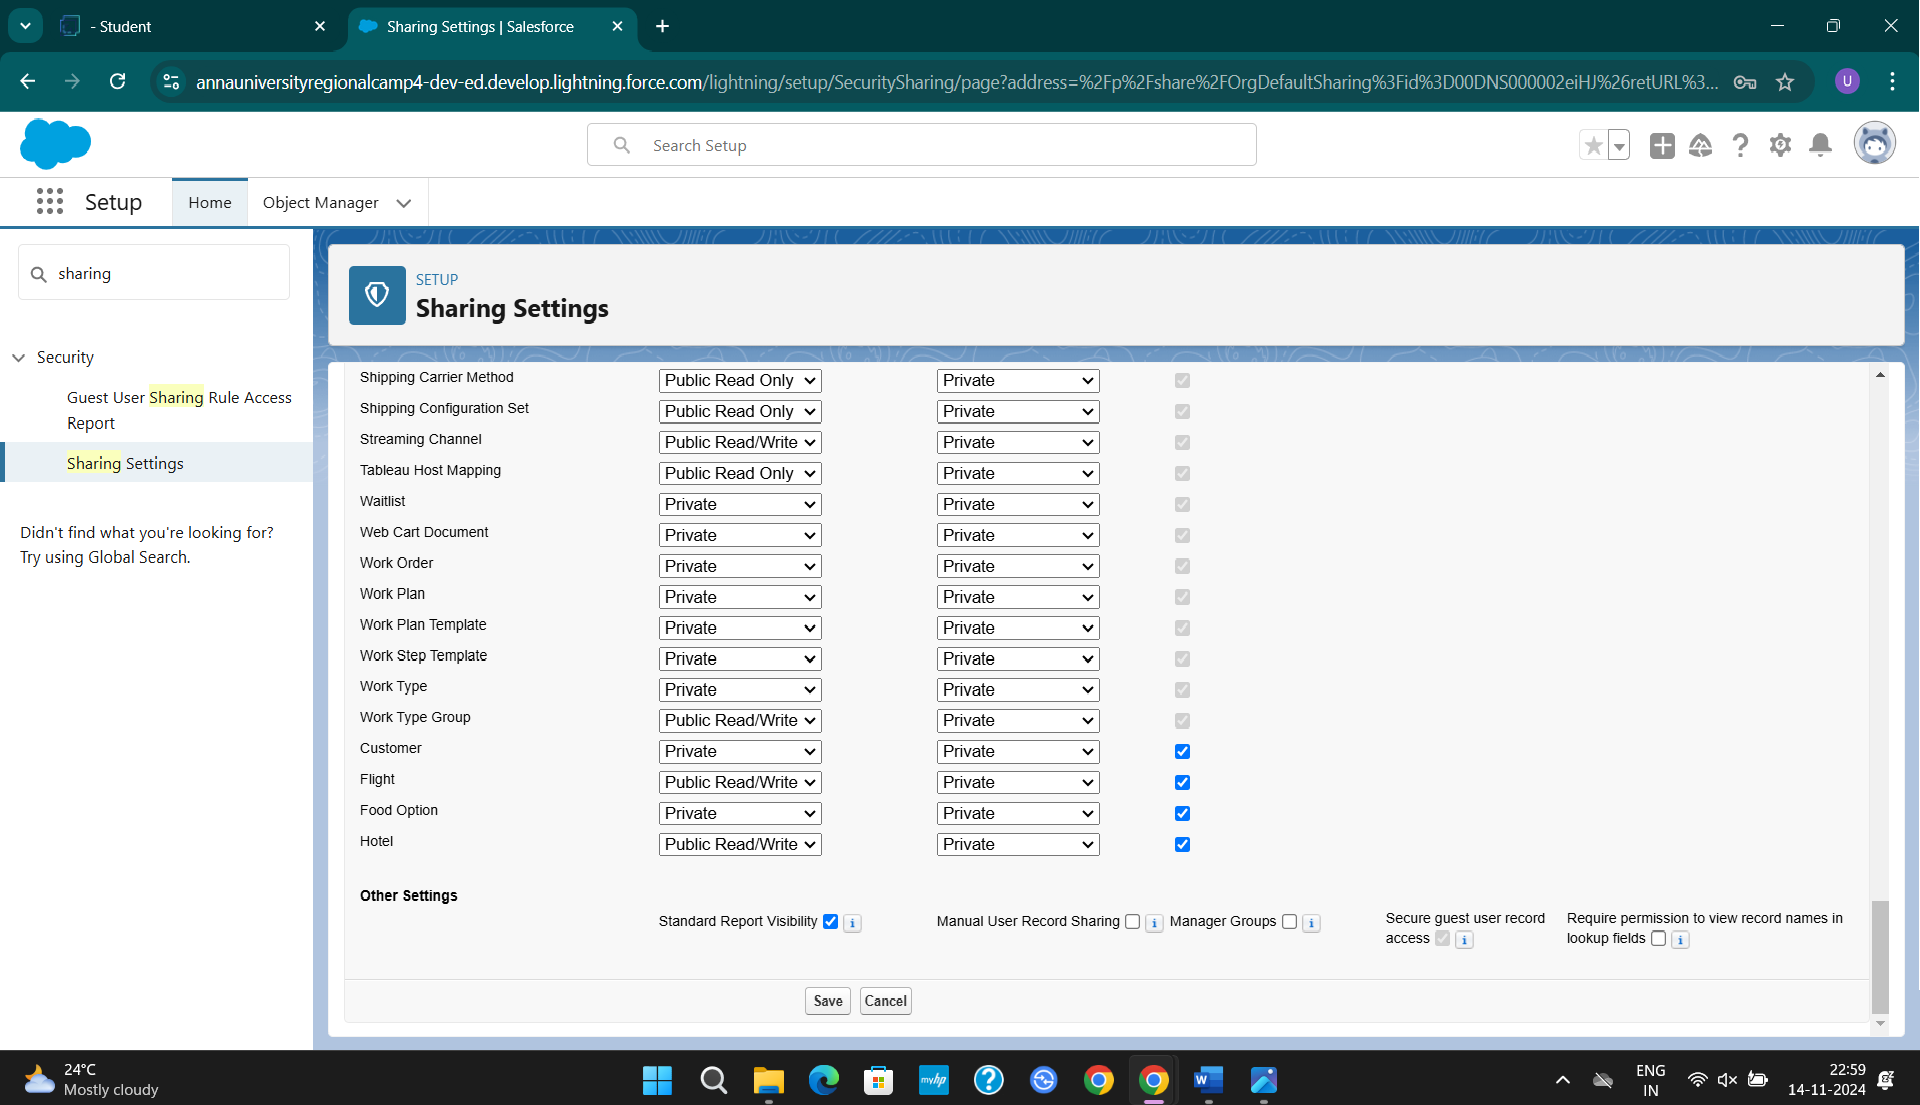 - Student
Sharing Settings | Salesforce
annauniversityregionalcamp4-dev-ed.develop.lightning.force.com/lightning/setup/SecuritySharing/page?address=%2Fp%2Fshare%2FOrgDefaultSharing%3Fid%3D00DNS000002eiHJ%26retURL%3...
U
Search Setup
Setup
Home
Object Manager
sharing
Security
Guest User Sharing Rule Access
Report
Sharing Settings
Didn't find what you're looking for?
Try using Global Search.
SETUP
Sharing Settings
Shipping Carrier Method Public Read Only Private
Shipping Configuration Set Public Read Only Private
Streaming Channel Public Read/Write Private
Tableau Host Mapping Public Read Only Private
Waitlist Private Private
Web Cart Document Private Private
Work Order Private Private
Work Plan Private Private
Work Plan Template Private Private
Work Step Template Private Private
Work Type Private Private
Work Type Group Public Read/Write Private
Customer Private Private
Flight Public Read/Write Private
Food Option Private Private
Hotel Public Read/Write Private
Other Settings
Standard Report Visibility i Manual User Record Sharing i Manager Groups i
Secure guest user record
access i
Require permission to view record names in
lookup fields i
Save Cancel
24°C
Mostly cloudy
myhp
?
W
ENG
IN
22:59
14-11-2024